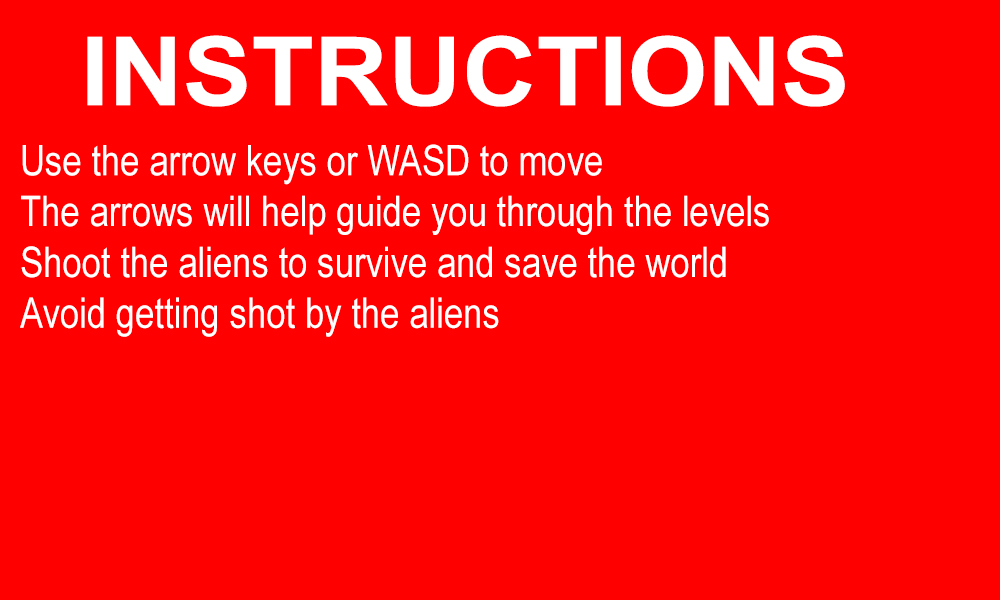 INSTRUCTIONS
Use the arrow keys or WASD to move
The arrows will help guide you through the levels
Shoot the aliens to survive and save the world
Avoid getting shot by the aliens